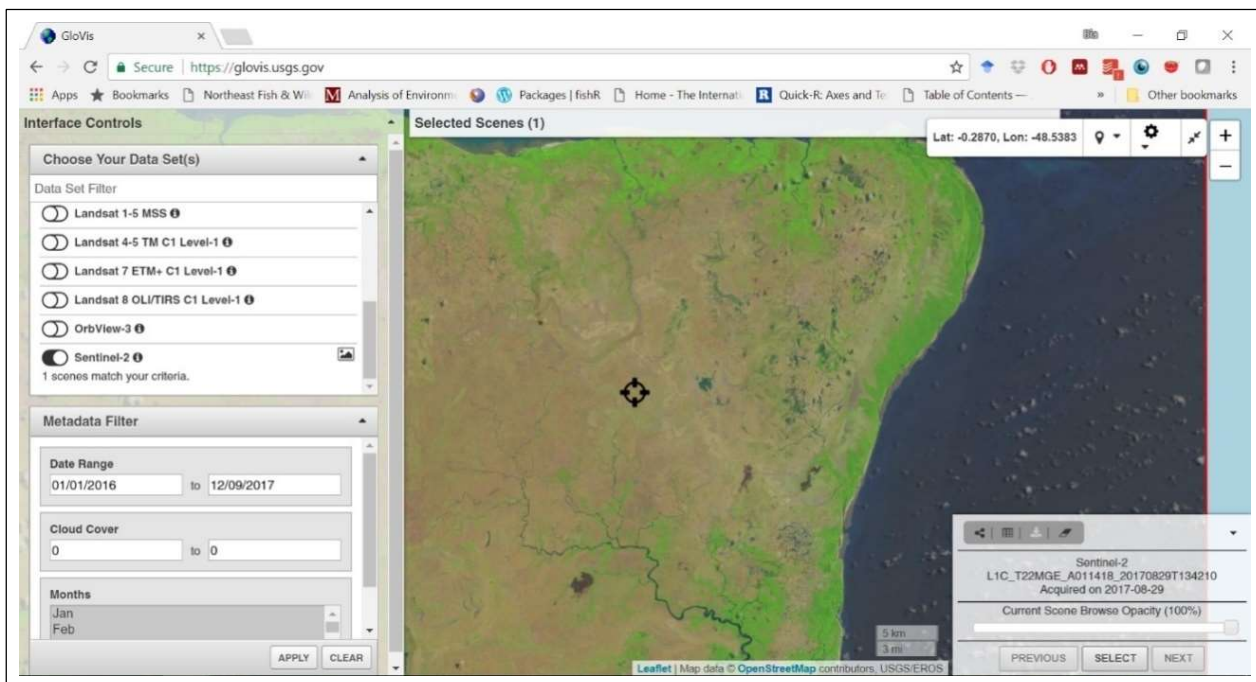 GloVis
Secure | https://glovis.usgs.gov
Apps Bookmarks Northeast Fish & Wil Analysis of Environm Packages | fishR Home - The Internati Quick-R: Axes and Te Table of Contents — » Other bookmarks
Interface Controls
Choose Your Data Set(s)
Data Set Filter
Landsat 1-5 MSS
Landsat 4-5 TM C1 Level-1
Landsat 7 ETM+ C1 Level-1
Landsat 8 OLI/TIRS C1 Level-1
OrbView-3
Sentinel-2
1 scenes match your criteria.
Metadata Filter
Date Range
01/01/2016 to 12/09/2017
Cloud Cover
0 to 0
Months
Jan
Feb
APPLY CLEAR
Selected Scenes (1)
Lat: -0.2870, Lon: -48.5383
+
−
Sentinel-2
L1C_T22MGE_A011418_20170829T134210
Acquired on 2017-08-29
Current Scene Browse Opacity (100%)
PREVIOUS SELECT NEXT
5 km
3 mi
Leaflet | Map data © OpenStreetMap contributors, USGS/EROS